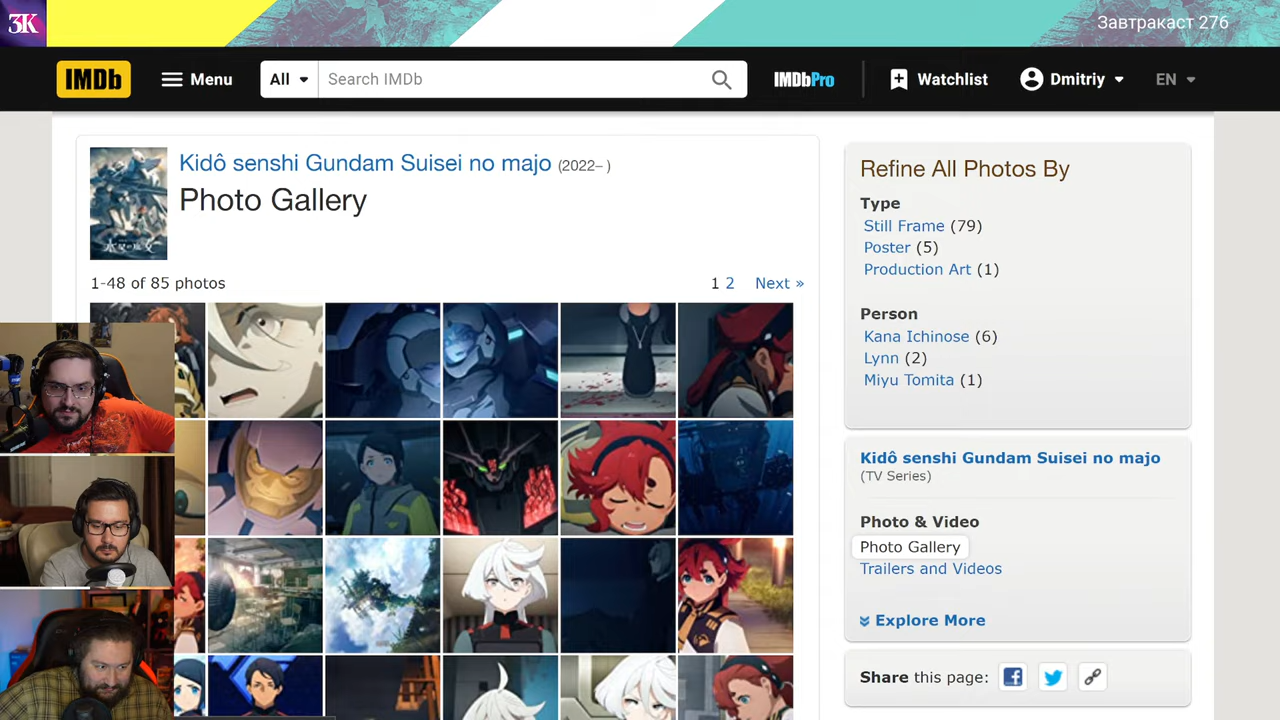 3K
Завтракаст 276
IMDb
Menu
All
Search IMDb
IMDbPro
Watchlist
Dmitriy
EN
Kidô senshi Gundam Suisei no majo (2022– )
Photo Gallery
1-48 of 85 photos
1 2 Next »
Refine All Photos By
Type
Still Frame (79)
Poster (5)
Production Art (1)
Person
Kana Ichinose (6)
Lynn (2)
Miyu Tomita (1)
Kidô senshi Gundam Suisei no majo
(TV Series)
Photo & Video
Photo Gallery
Trailers and Videos
Explore More
Share this page: